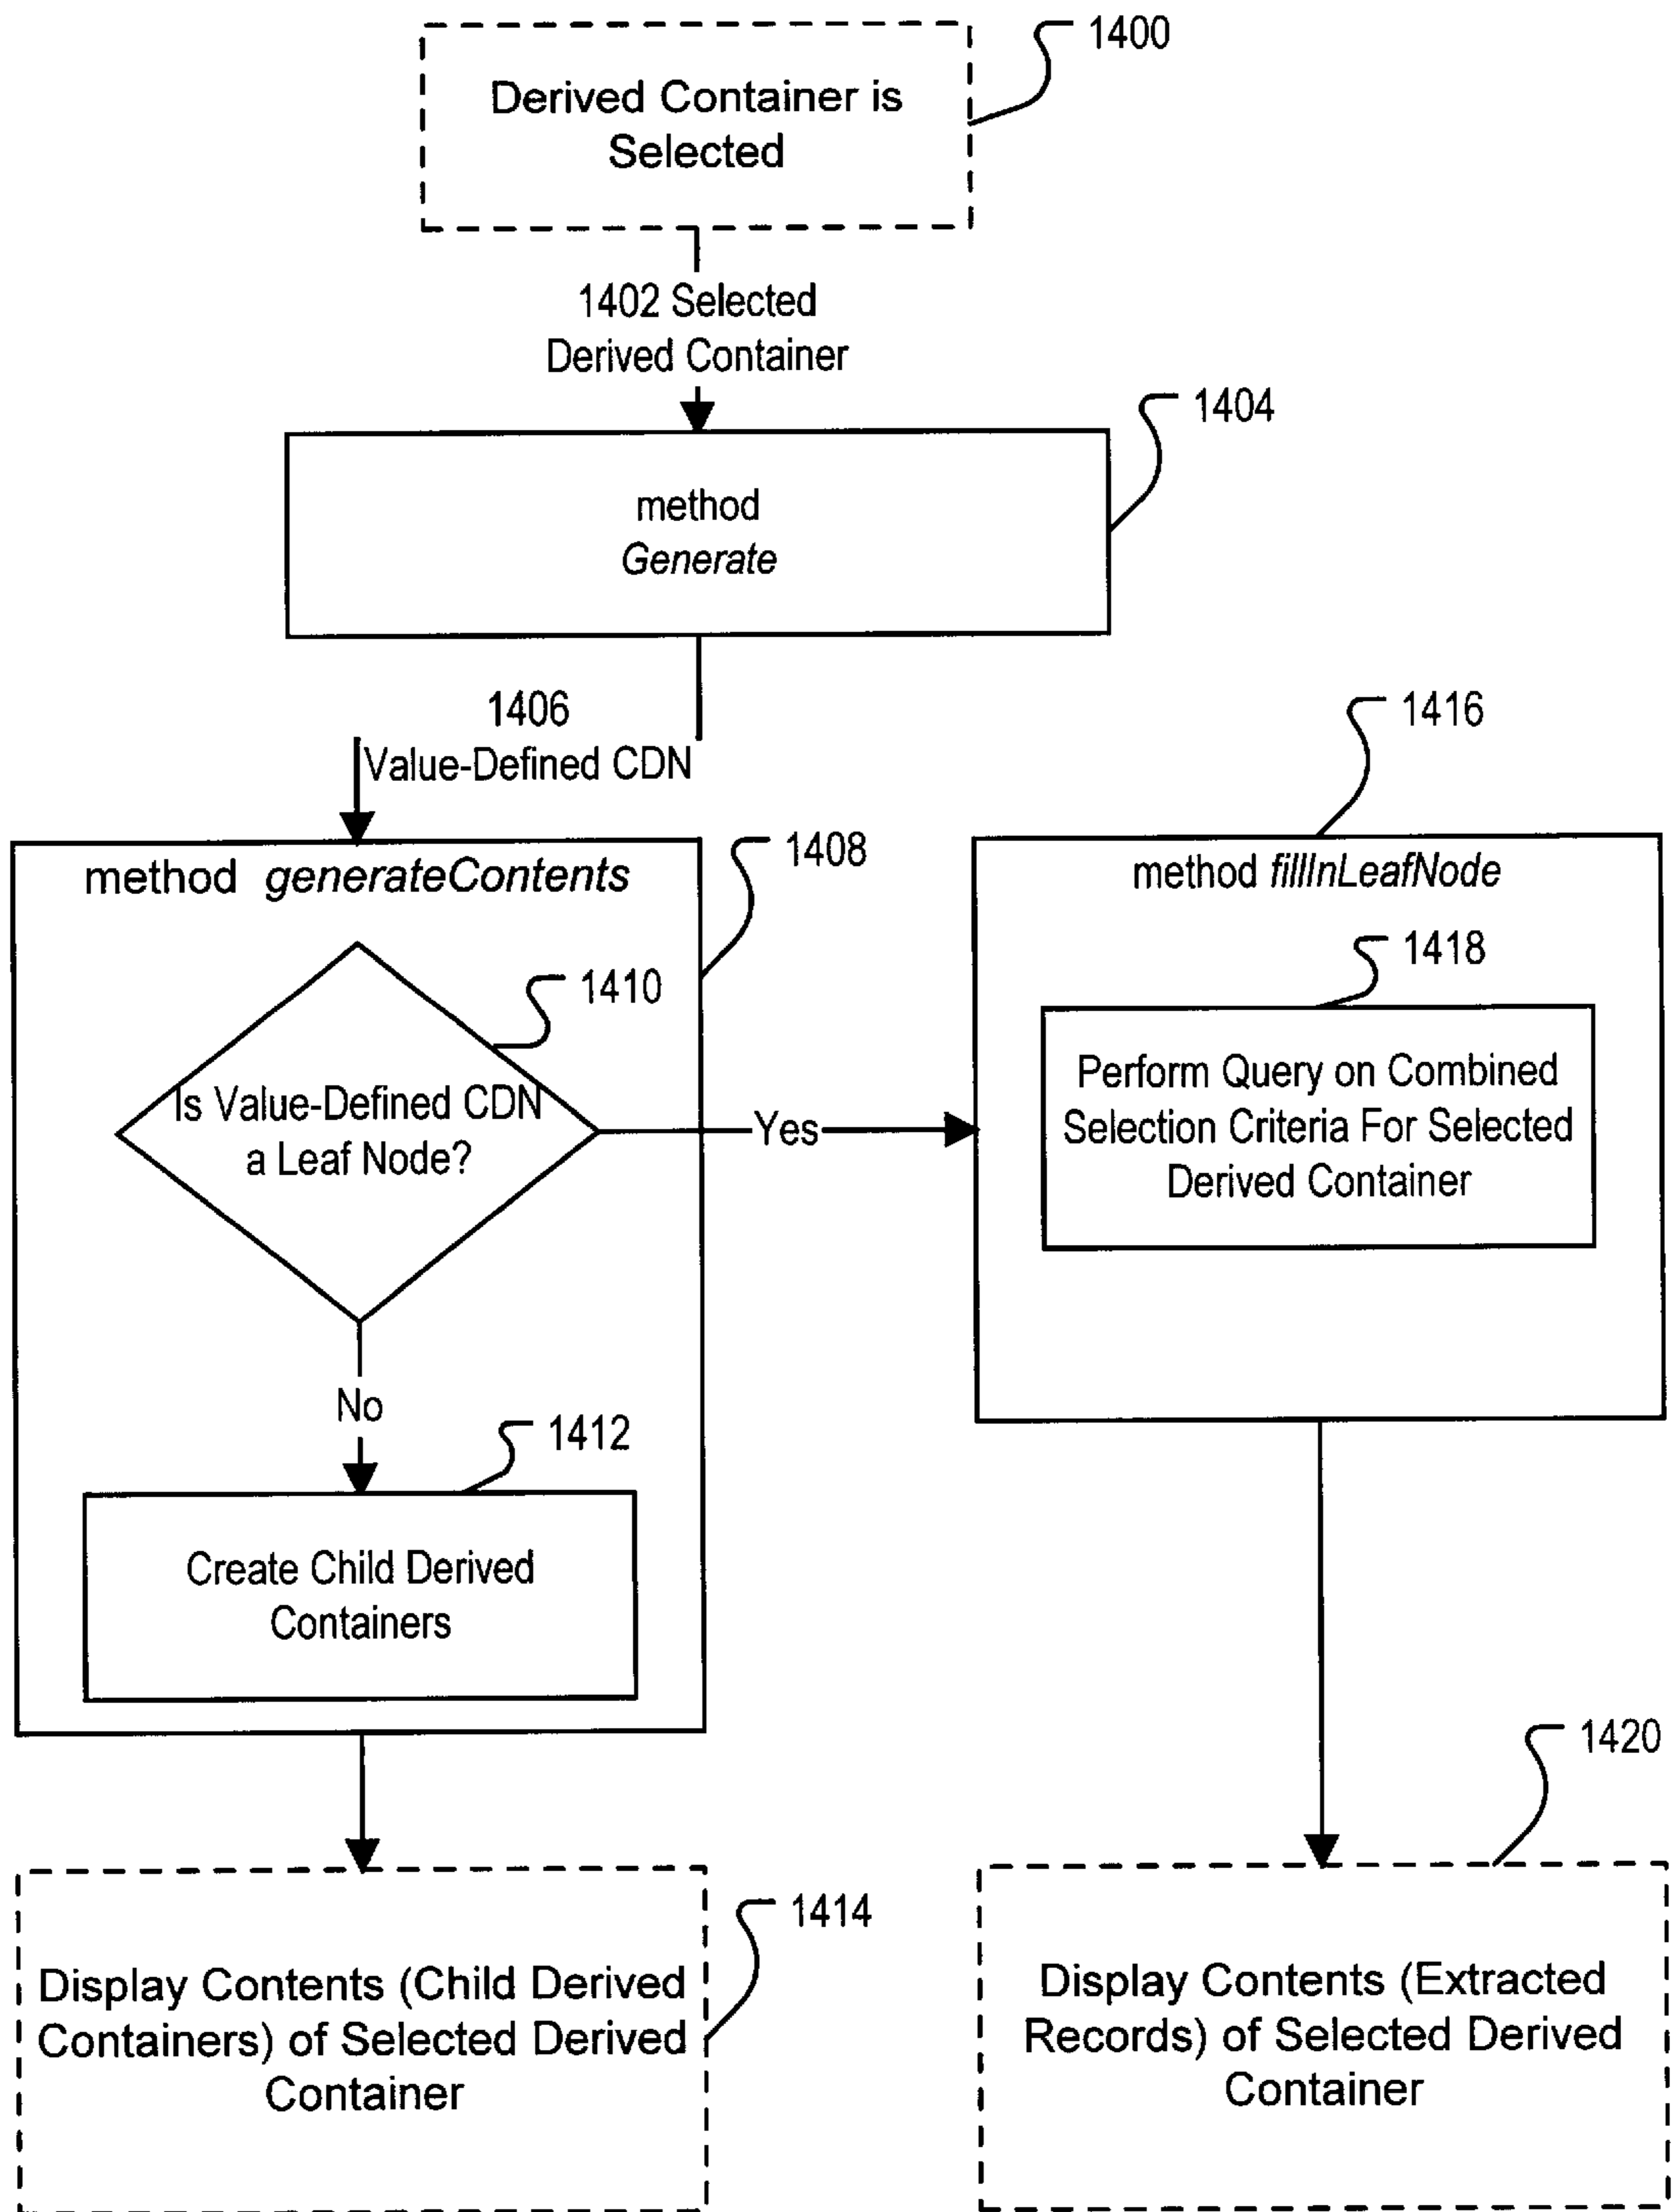 1400
Derived Container is
Selected
1402 Selected
Derived Container
1404
method
Generate
1406
Value-Defined CDN
1408
method generateContents
1410
Is Value-Defined CDN
a Leaf Node?
Yes
No
1412
Create Child Derived
Containers
1416
method fillInLeafNode
1418
Perform Query on Combined
Selection Criteria For Selected
Derived Container
1414
Display Contents (Child Derived
Containers) of Selected Derived
Container
1420
Display Contents (Extracted
Records) of Selected Derived
Container